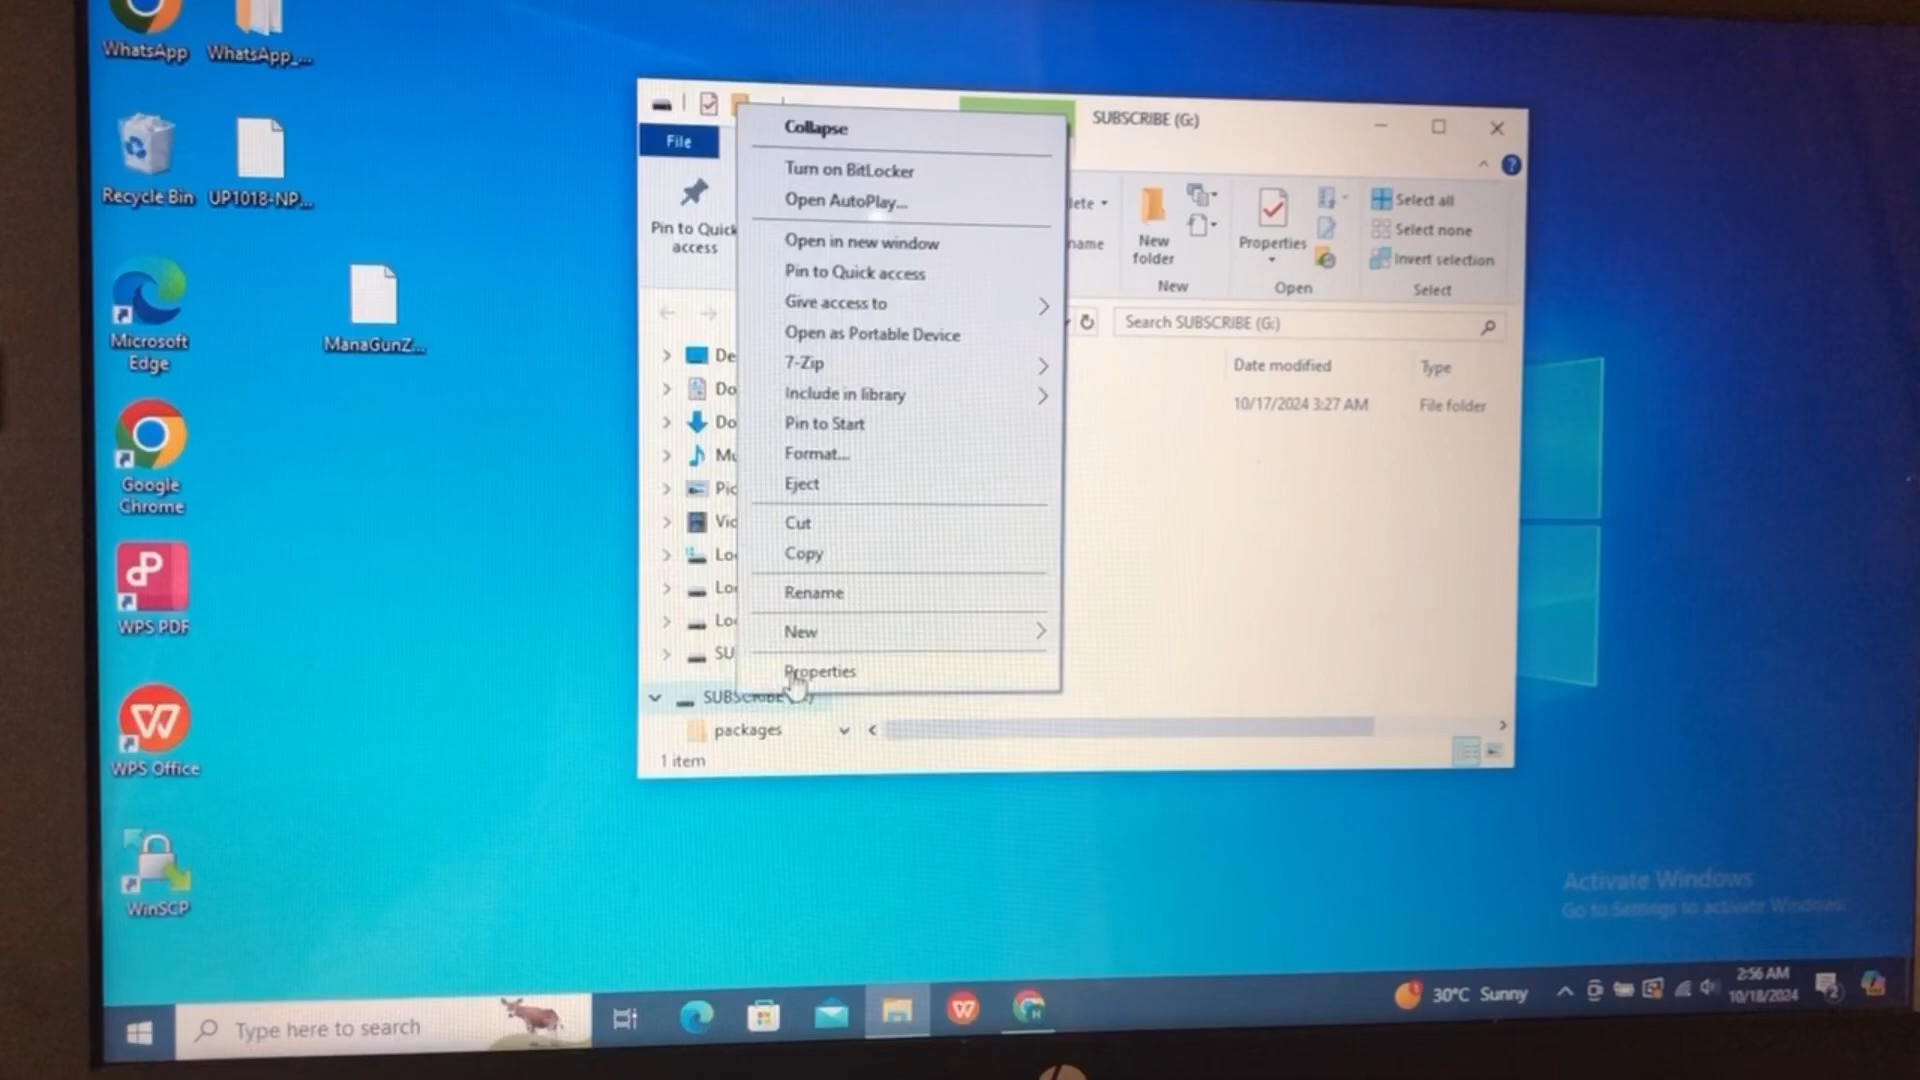 WhatsApp
WhatsApp_...
Recycle Bin
UP1018-NP...
Microsoft
Edge
ManaGunZ...
Google
Chrome
WPS PDF
WPS Office
WinSCP
SUBSCRIBE (G:)
File
Pin to Quick
access
lete
name
New
folder
New
Properties
Open
Select all
Select none
Invert selection
Select
Search SUBSCRIBE (G:)
Date modified
Type
10/17/2024 3:27 AM
File folder
De
Do
Do
Mu
Pic
Vid
Lo
Lo
Lo
SU
SUBSCRIBE
packages
1 item
Collapse
Turn on BitLocker
Open AutoPlay...
Open in new window
Pin to Quick access
Give access to
Open as Portable Device
7-Zip
Include in library
Pin to Start
Format...
Eject
Cut
Copy
Rename
New
Properties
Activate Windows
Go to Settings to activate Windows.
Type here to search
30°C Sunny
2:56 AM
10/18/2024
2